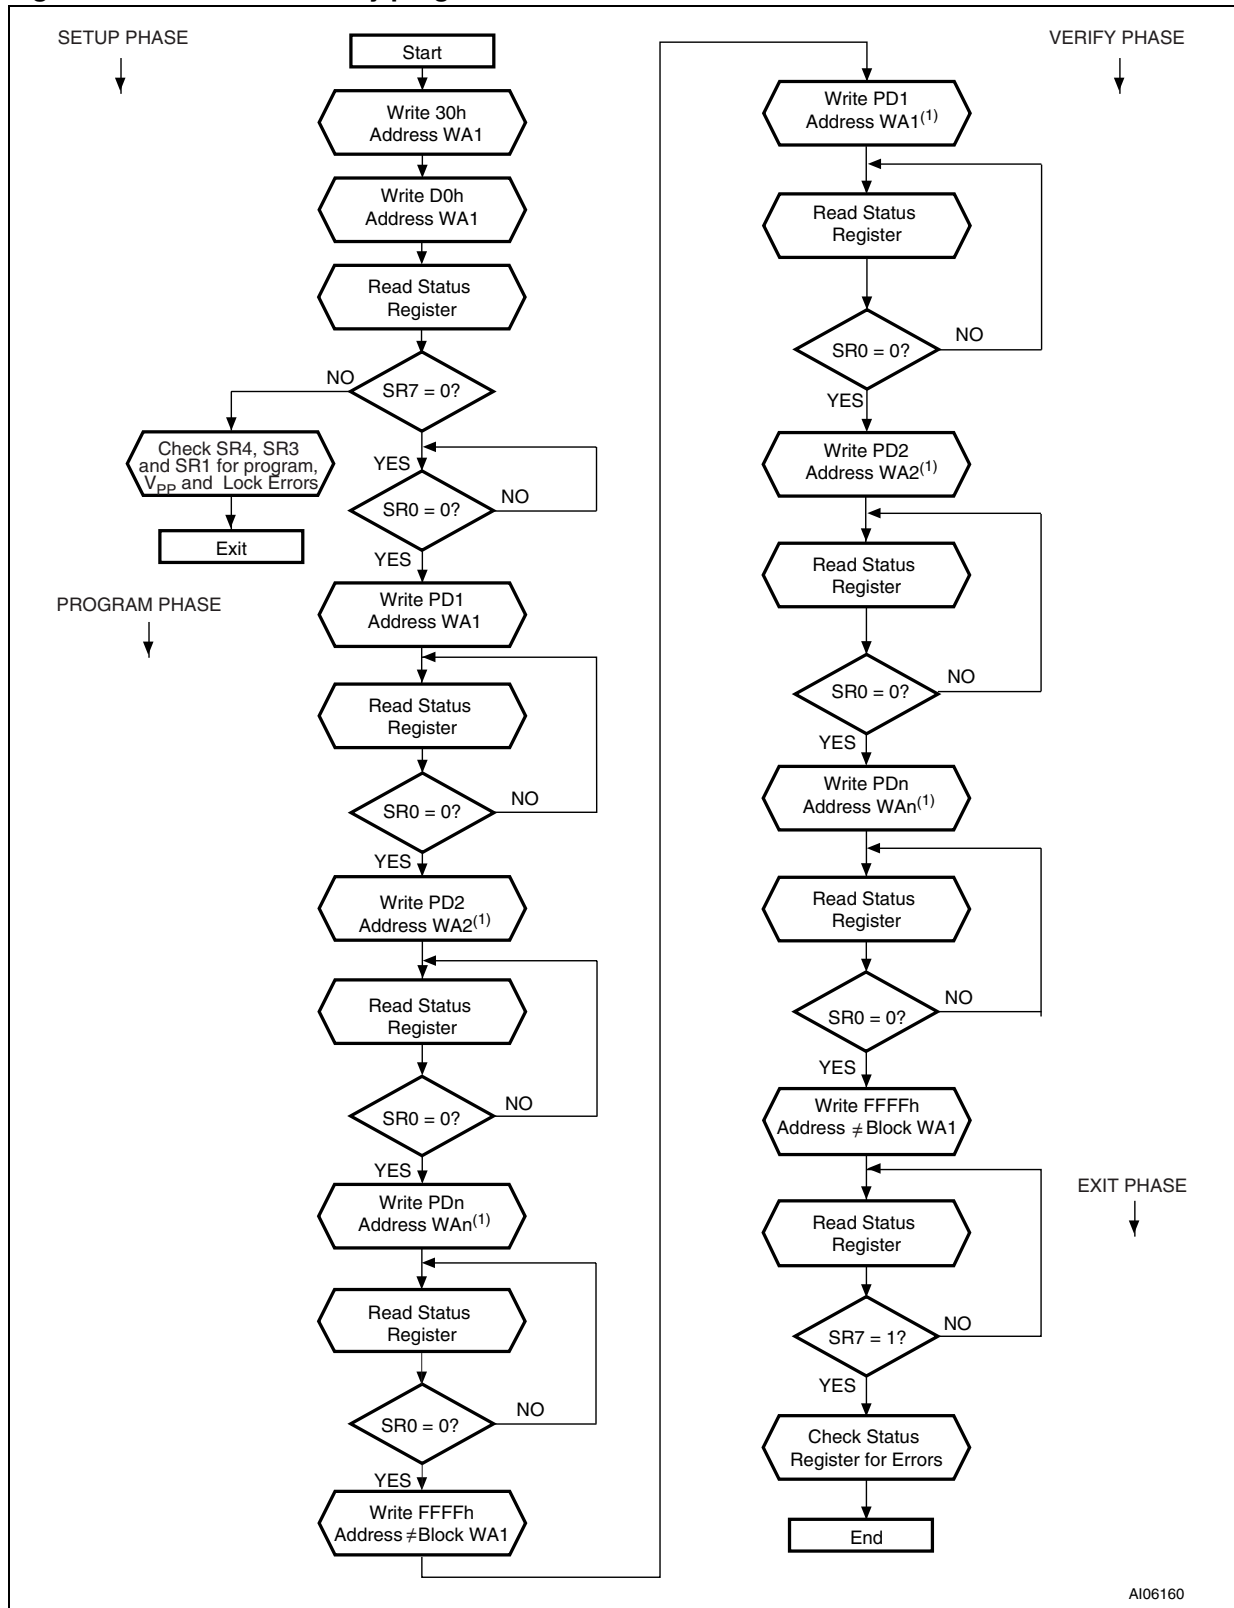 SETUP PHASE
Start
Write 30h
Address WA1
Write D0h
Address WA1
Read Status
Register
SR7 = 0?
NO
Check SR4, SR3
and SR1 for program,
VPP and Lock Errors
Exit
YES
SR0 = 0?
NO
YES
PROGRAM PHASE
Write PD1
Address WA1
Read Status
Register
SR0 = 0?
NO
YES
Write PD2
Address WA2(1)
Read Status
Register
SR0 = 0?
NO
YES
Write PDn
Address WAn(1)
Read Status
Register
SR0 = 0?
NO
YES
Write FFFFh
Address ≠Block WA1
VERIFY PHASE
Write PD1
Address WA1(1)
Read Status
Register
SR0 = 0?
NO
YES
Write PD2
Address WA2(1)
Read Status
Register
SR0 = 0?
NO
YES
Write PDn
Address WAn(1)
Read Status
Register
SR0 = 0?
NO
YES
Write FFFFh
Address ≠Block WA1
EXIT PHASE
Read Status
Register
SR7 = 1?
NO
YES
Check Status
Register for Errors
End
AI06160